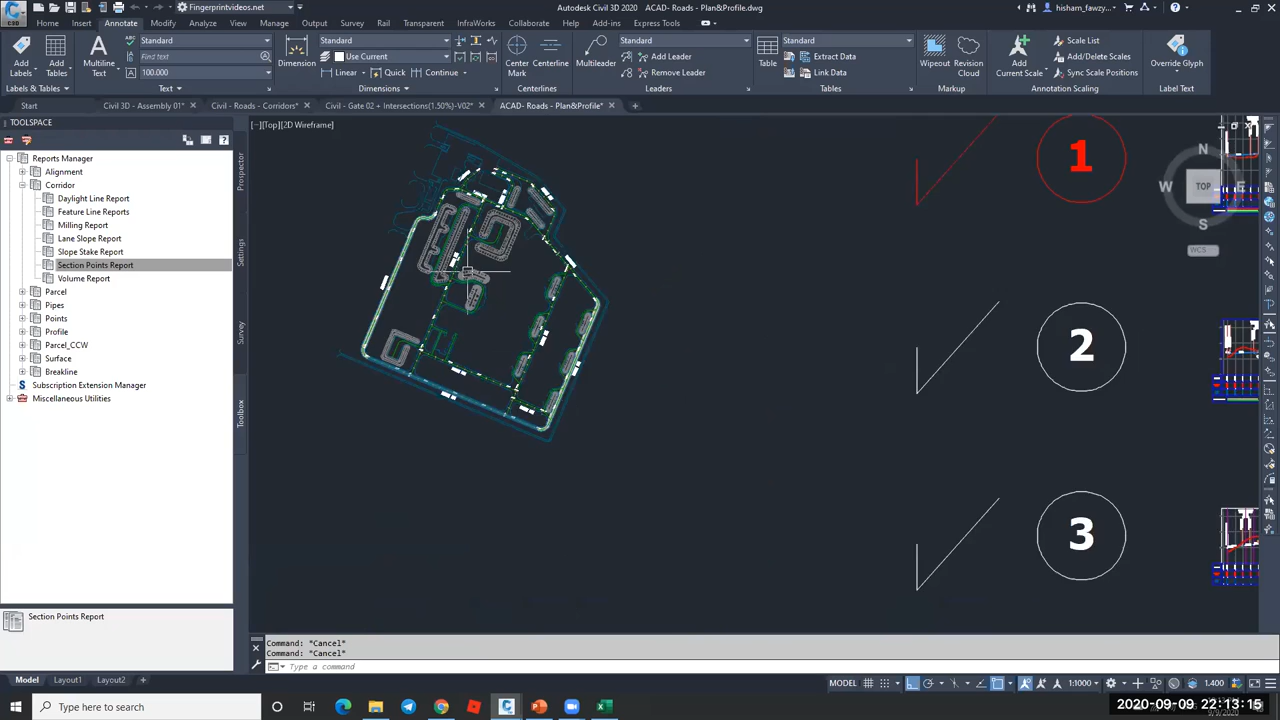 Fingerprintvideos.net
Autodesk Civil 3D 2020   ACAD- Roads - Plan&Profile.dwg
hisham_fawzy...
C3D
Home Insert Annotate Modify Analyze View Manage Output Survey Rail Transparent InfraWorks Collaborate Help Add-ins Express Tools
Add Labels
Add Tables
Labels & Tables
Multiline Text
Standard
Find text
100.000
Text
Dimension
Standard
Use Current
Linear Quick Continue
Dimensions
Center Mark
Centerline
Centerlines
Multileader
Standard
Add Leader
Remove Leader
Leaders
Table
Standard
Extract Data
Link Data
Tables
Wipeout
Revision Cloud
Markup
Add Current Scale
Scale List
Add/Delete Scales
Sync Scale Positions
Annotation Scaling
Override Glyph
Label Text
Start
Civil 3D - Assembly 01*
Civil - Roads - Corridors*
Civil - Gate 02 + Intersections(1.50%)-V02*
ACAD- Roads - Plan&Profile*
TOOLSPACE
Reports Manager
Alignment
Corridor
Daylight Line Report
Feature Line Reports
Milling Report
Lane Slope Report
Slope Stake Report
Section Points Report
Volume Report
Parcel
Pipes
Points
Profile
Parcel_CCW
Surface
Breakline
Subscription Extension Manager
Miscellaneous Utilities
Prospector
Settings
Survey
Toolbox
Section Points Report
[−][Top][2D Wireframe]
1
2
3
N
W TOP E
S
WCS
Command: *Cancel*
Command: *Cancel*
Type a command
Model Layout1 Layout2
MODEL
1:1000
1.400
Type here to search
2020-09-09 22:13:15